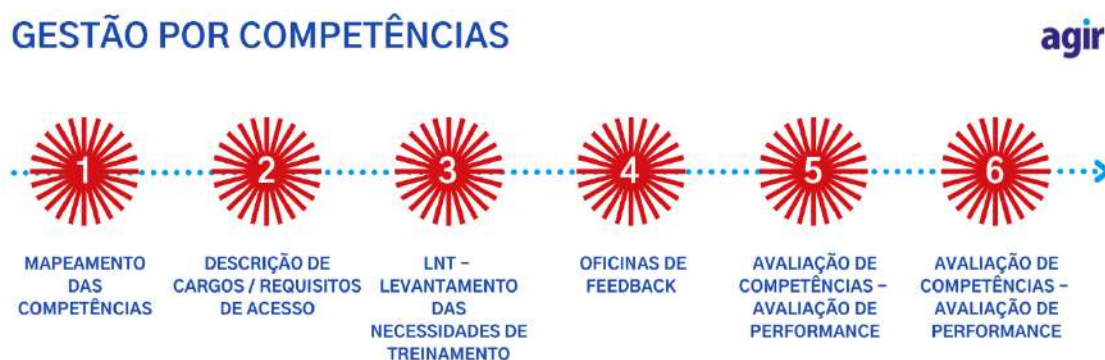 GESTÃO POR COMPETÊNCIAS
agir
1
2
3
4
5
6
MAPEAMENTO
DAS
COMPETÊNCIAS
DESCRIÇÃO DE
CARGOS / REQUISITOS
DE ACESSO
LNT –
LEVANTAMENTO
DAS
NECESSIDADES DE
TREINAMENTO
OFICINAS DE
FEEDBACK
AVALIAÇÃO DE
COMPETÊNCIAS –
AVALIAÇÃO DE
PERFORMANCE
AVALIAÇÃO DE
COMPETÊNCIAS –
AVALIAÇÃO DE
PERFORMANCE